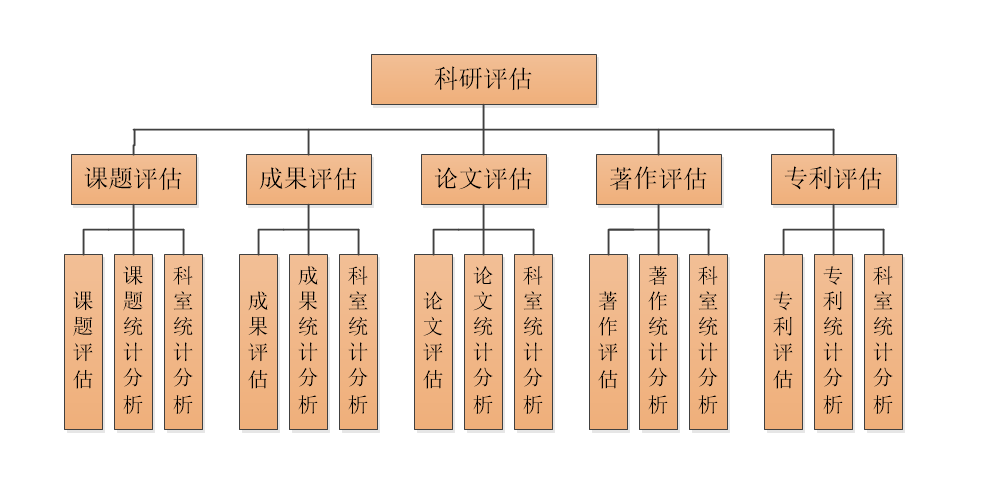 科研评估
课题评估
成果评估
论文评估
著作评估
专利评估
课题评估
课题统计分析
科室统计分析
成果评估
成果统计分析
科室统计分析
论文评估
论文统计分析
科室统计分析
著作评估
著作统计分析
科室统计分析
专利评估
专利统计分析
科室统计分析